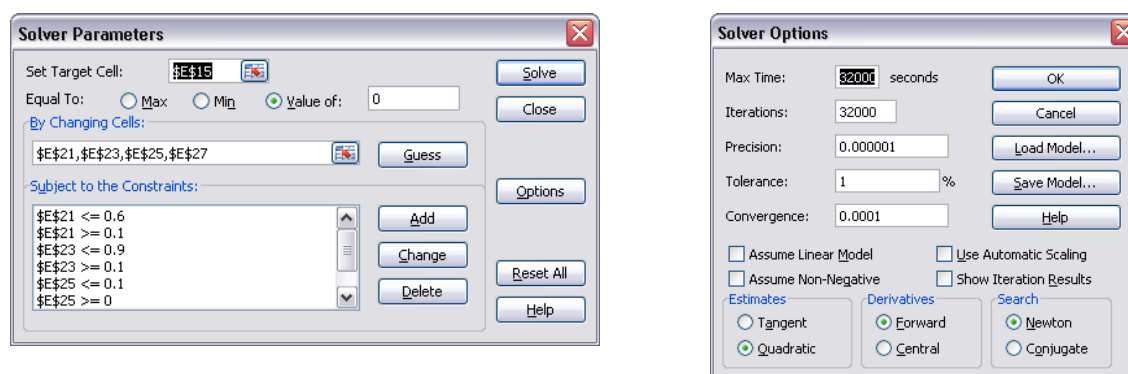 Solver Parameters
Set Target Cell: $E$15 Solve
Equal To: Max Min Value of: 0 Close
By Changing Cells:
$E$21,$E$23,$E$25,$E$27 Guess
Subject to the Constraints: Options
$E$21 <= 0.6 Add
$E$21 >= 0.1
$E$23 <= 0.9 Change
$E$23 >= 0.1 Reset All
$E$25 <= 0.1 Delete
$E$25 >= 0 Help
Solver Options
Max Time: 32000 seconds OK
Iterations: 32000 Cancel
Precision: 0.000001 Load Model...
Tolerance: 1 % Save Model...
Convergence: 0.0001 Help
Assume Linear Model Use Automatic Scaling
Assume Non-Negative Show Iteration Results
Estimates Derivatives Search
Tangent Forward Newton
Quadratic Central Conjugate